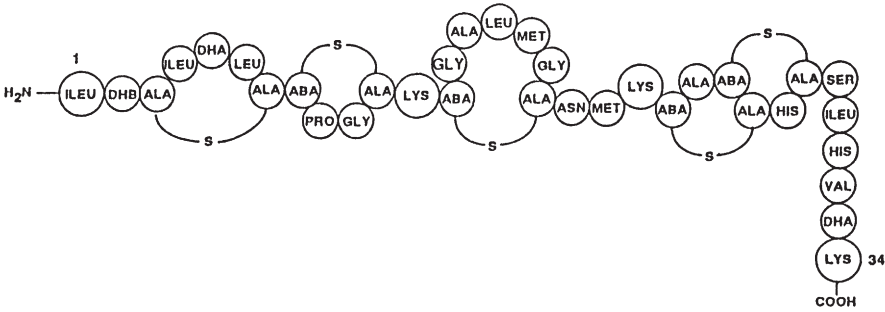 1
H₂N
ILEU
DHB
ALA
ILEU
DHA
LEU
ALA
S
ABA
PRO
GLY
ALA
S
LYS
ABA
GLY
ALA
LEU
MET
GLY
ALA
S
ASN
MET
LYS
ABA
ALA
ABA
ALA
S
HIS
ALA
S
SER
ILEU
HIS
VAL
DHA
LYS
34
COOH